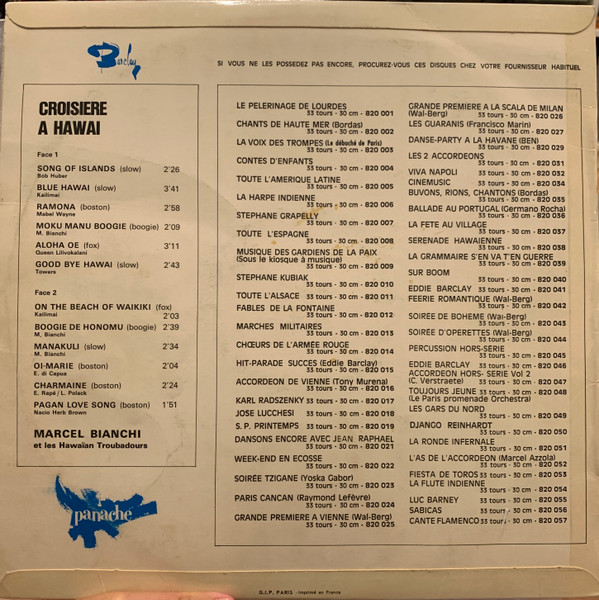 Barclay
SI VOUS NE LES POSSEDEZ PAS ENCORE, PROCUREZ-VOUS CES DISQUES CHEZ VOTRE FOURNISSEUR HABITUEL
CROISIERE
A HAWAI
Face 1
SONG OF ISLANDS (slow) 2'26
Bob Huber
BLUE HAWAI (slow) 3'41
Kailimai
RAMONA (boston) 2'58
Mabel Wayne
MOKU MANU BOOGIE (boogie) 2'09
M. Bianchi
ALOHA OE (fox) 3'11
Queen Lilivokalani
GOOD BYE HAWAI (slow) 2'43
Towers
Face 2
ON THE BEACH OF WAIKIKI (fox)
Kailimai 2'03
BOOGIE DE HONOMU (boogie) 2'39
M. Bianchi
MANAKULI (slow) 2'34
M. Bianchi
OI-MARIE (boston) 2'04
E. di Capua
CHARMAINE (boston) 2'24
E. Rapé / L. Polack
PAGAN LOVE SONG (boston) 1'51
Nacio Herb Brown
MARCEL BIANCHI
et les Hawaïan Troubadours
panache
LE PELERINAGE DE LOURDES
33 tours - 30 cm - 820 001
CHANTS DE HAUTE MER (Bordas)
33 tours - 30 cm - 820 002
LA VOIX DES TROMPES (Le débuché de Paris)
33 tours - 30 cm - 820 003
CONTES D'ENFANTS
33 tours - 30 cm - 820 004
TOUTE L'AMERIQUE LATINE
33 tours - 30 cm - 820 005
LA HARPE INDIENNE
33 tours - 30 cm - 820 006
STEPHANE GRAPELLY
33 tours - 30 cm - 820 007
TOUTE L'ESPAGNE
33 tours - 30 cm - 820 008
MUSIQUE DES GARDIENS DE LA PAIX
(Sous le kiosque à musique)
33 tours - 30 cm - 820 009
STEPHANE KUBIAK
33 tours - 30 cm - 820 010
TOUTE L'ALSACE 33 tours - 30 cm - 820 011
FABLES DE LA FONTAINE
33 tours - 30 cm - 820 012
MARCHES MILITAIRES
33 tours - 30 cm - 820 013
CHŒURS DE L'ARMÉE ROUGE
33 tours - 30 cm - 820 014
HIT-PARADE SUCCES (Eddie Barclay)
33 tours - 30 cm - 820 015
ACCORDEON DE VIENNE (Tony Murena)
33 tours - 30 cm - 820 016
KARL RADSZENKY 33 tours - 30 cm - 820 017
JOSE LUCCHESI 33 tours - 30 cm - 820 018
S.P. PRINTEMPS 33 tours - 30 cm - 820 019
DANSONS ENCORE AVEC JEAN RAPHAEL
33 tours - 30 cm - 820 021
WEEK-END EN ECOSSE
33 tours - 30 cm - 820 022
SOIRÉE TZIGANE (Yoska Gabor)
33 tours - 30 cm - 820 023
PARIS CANCAN (Raymond Lefèvre)
33 tours - 30 cm - 820 024
GRANDE PREMIERE A VIENNE (Wal-Berg)
33 tours - 30 cm - 820 025
GRANDE PREMIERE A LA SCALA DE MILAN
(Wal-Berg) 33 tours - 30 cm - 820 026
LES GUARANIS (Francisco Marin)
33 tours - 30 cm - 820 027
DANSE-PARTY A LA HAVANE (BEN)
33 tours - 30 cm - 820 029
LES 2 ACCORDEONS
33 tours - 30 cm - 820 031
VIVA NAPOLI 33 tours - 30 cm - 820 032
CINEMUSIC 33 tours - 30 cm - 820 034
BUVONS, RIONS, CHANTONS (Bordas)
33 tours - 30 cm - 820 035
BALLADE AU PORTUGAL (Germano Rocha)
33 tours - 30 cm - 820 036
LA FETE AU VILLAGE
33 tours - 30 cm - 820 037
SERENADE HAWAIENNE
33 tours - 30 cm - 820 038
LA GRAMMAIRE S'EN VA T'EN GUERRE
33 tours - 30 cm - 820 039
SUR BOOM
33 tours - 30 cm - 820 040
EDDIE BARCLAY 33 tours - 30 cm - 820 041
FEERIE ROMANTIQUE (Wal-Berg)
33 tours - 30 cm - 820 042
SOIRÉE DE BOHEME (Wal-Berg)
33 tours - 30 cm - 820 043
SOIRÉE D'OPERETTES (Wal-Berg)
33 tours - 30 cm - 820 044
PERCUSSION HORS-SERIE
33 tours - 30 cm - 820 045
EDDIE BARCLAY 33 tours - 30 cm - 820 046
ACCORDEON HORS- SERIE Vol 2
(C. Verstraete) 33 tours - 30 cm - 820 047
TOUJOURS JEUNE 33 tours - 30 cm - 820 048
(Le Paris promenade Orchestra)
LES GARS DU NORD
33 tours - 30 cm - 820 049
DJANGO REINHARDT
33 tours - 30 cm - 820 050
LA RONDE INFERNALE
33 tours - 30 cm - 820 051
L'AS DE L'ACCORDEON (Marcel Azzola)
33 tours - 30 cm - 820 052
FIESTA DE TOROS 33 tours - 30 cm - 820 053
LA FLUTE INDIENNE
33 tours - 30 cm - 820 054
LUC BARNEY 33 tours - 30 cm - 820 055
SABICAS 33 tours - 30 cm - 820 056
CANTE FLAMENCO 33 tours - 30 cm - 820 057
G.I.P. PARIS - Imprimé en France